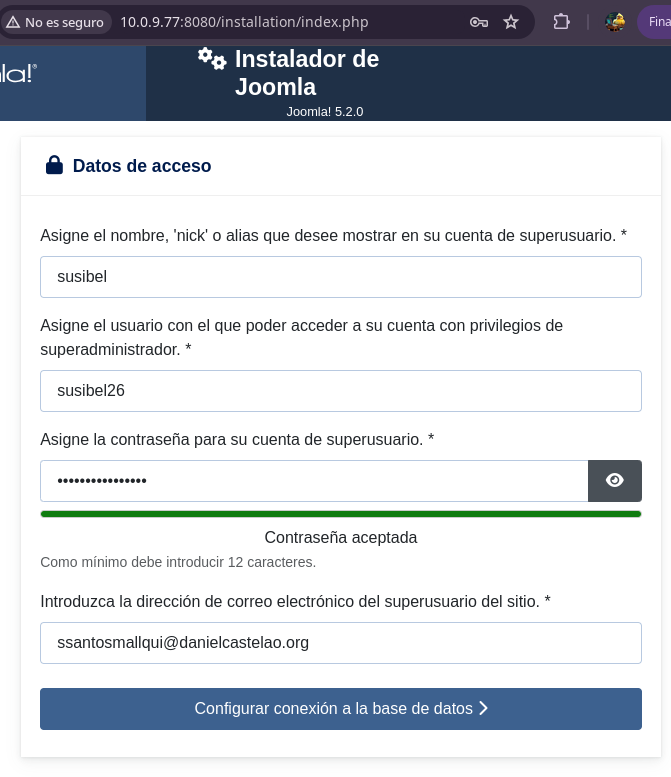 No es seguro 10.0.9.77:8080/installation/index.php
Instalador de
Joomla
Joomla! 5.2.0
Datos de acceso
Asigne el nombre, 'nick' o alias que desee mostrar en su cuenta de superusuario. *
susibel
Asigne el usuario con el que poder acceder a su cuenta con privilegios de
superadministrador. *
susibel26
Asigne la contraseña para su cuenta de superusuario. *
••••••••••••••••
Contraseña aceptada
Como mínimo debe introducir 12 caracteres.
Introduzca la dirección de correo electrónico del superusuario del sitio. *
ssantosmallqui@danielcastelao.org
Configurar conexión a la base de datos